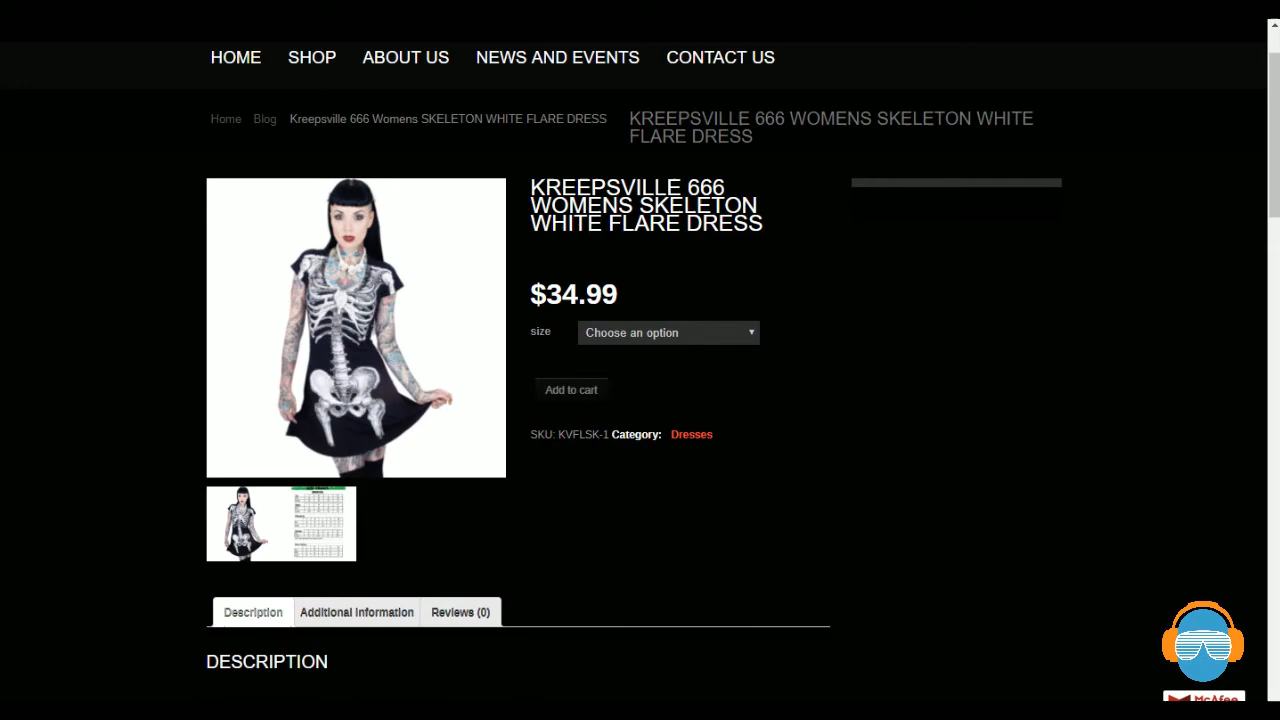 HOME SHOP ABOUT US NEWS AND EVENTS CONTACT US
Home Blog Kreepsville 666 Womens SKELETON WHITE FLARE DRESS
KREEPSVILLE 666 WOMENS SKELETON WHITE
FLARE DRESS
KREEPSVILLE 666
WOMENS SKELETON
WHITE FLARE DRESS
$34.99
size Choose an option
Add to cart
SKU: KVFLSK-1 Category: Dresses
Description Additional Information Reviews (0)
DESCRIPTION
McAfee